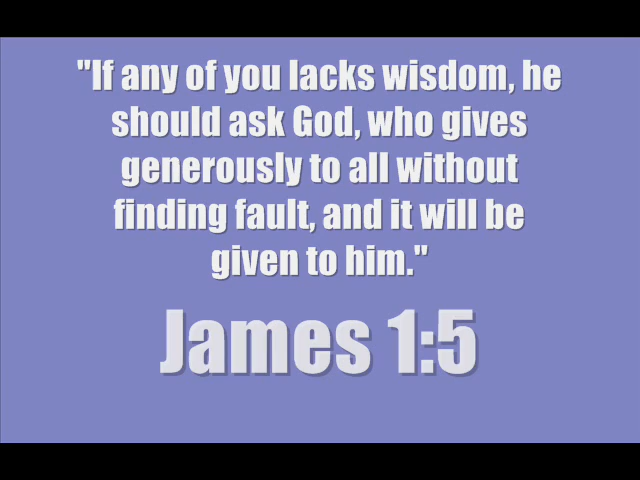 "If any of you lacks wisdom, he
should ask God, who gives
generously to all without
finding fault, and it will be
given to him."
James 1:5